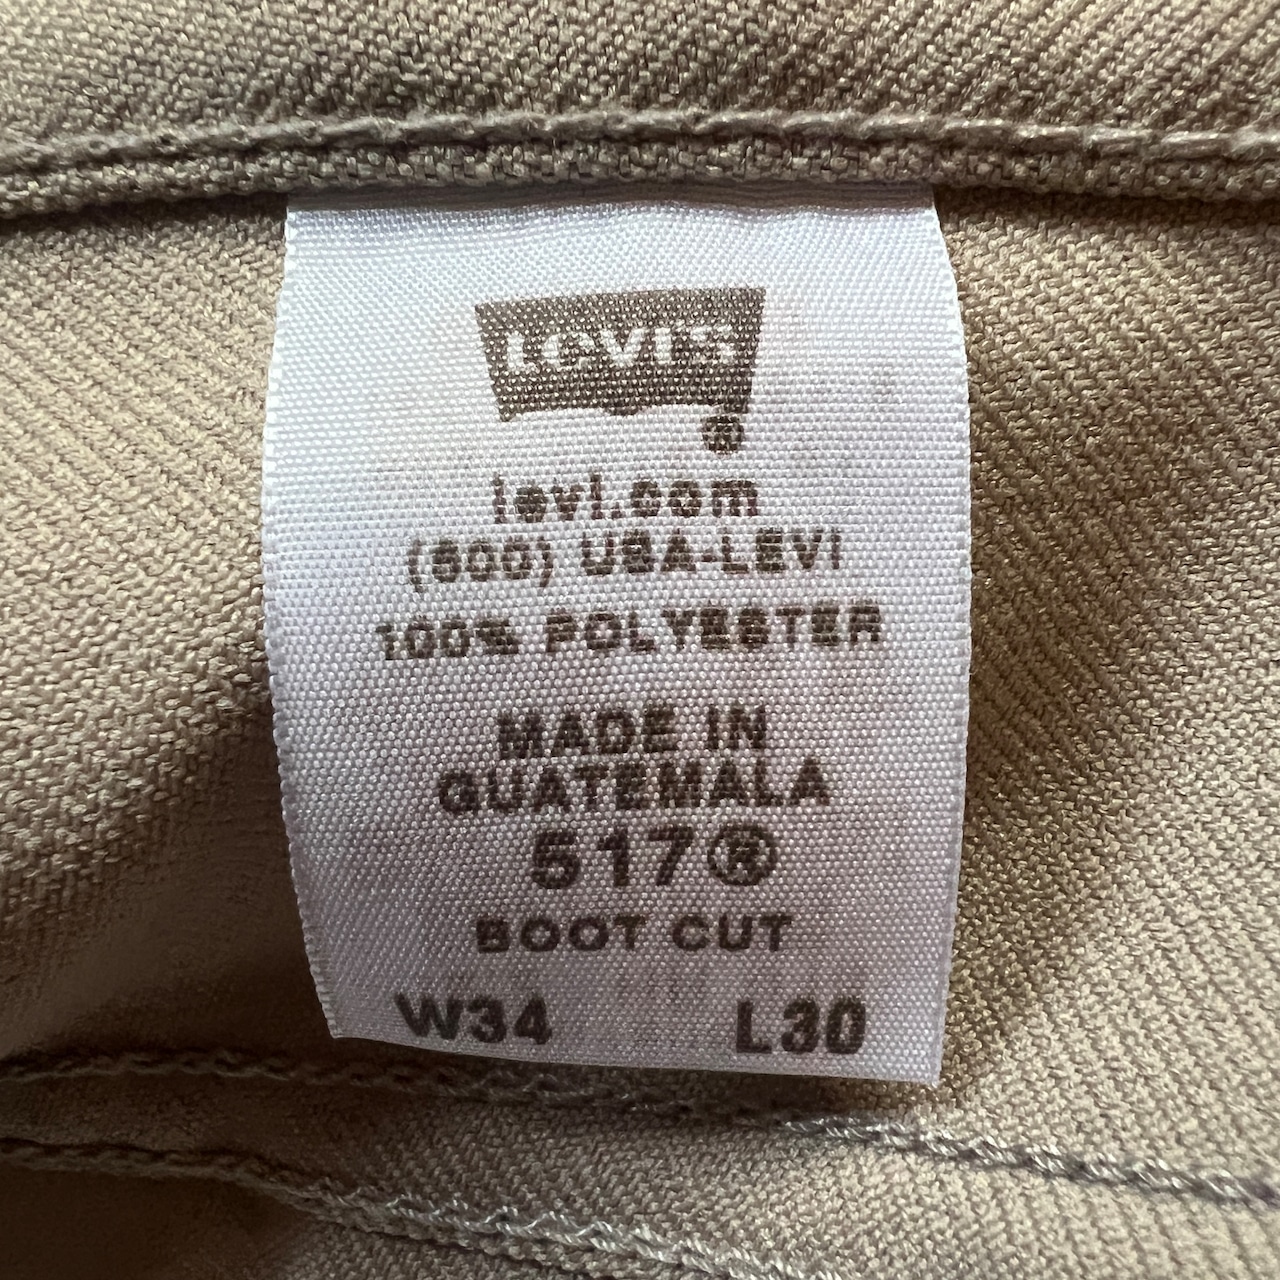 LEVI'S
®
levi.com
(800) USA-LEVI
100% POLYESTER
MADE IN
GUATEMALA
517®
BOOT CUT
W34 L30